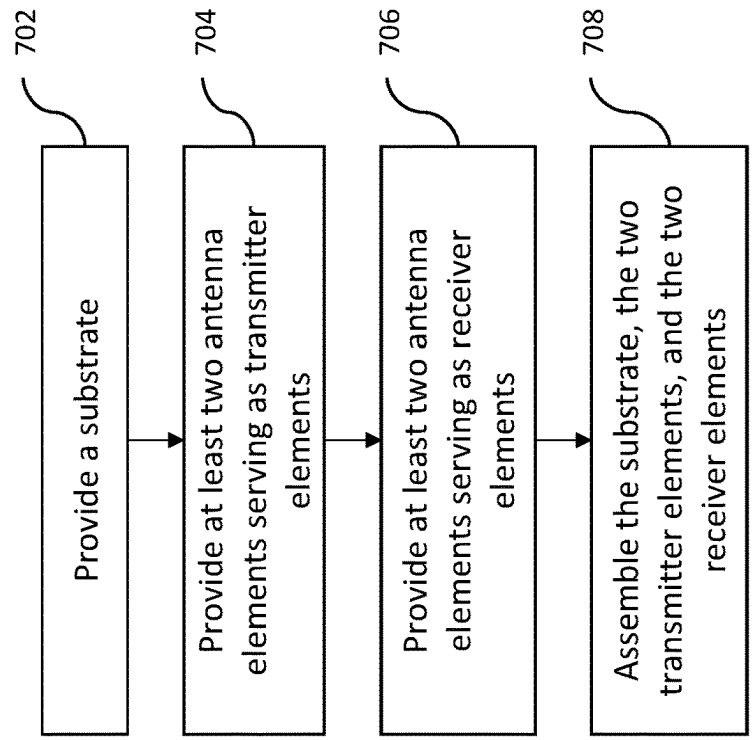 702
Provide a substrate
704
Provide at least two antenna
elements serving as transmitter
elements
706
Provide at least two antenna
elements serving as receiver
elements
708
Assemble the substrate, the two
transmitter elements, and the two
receiver elements